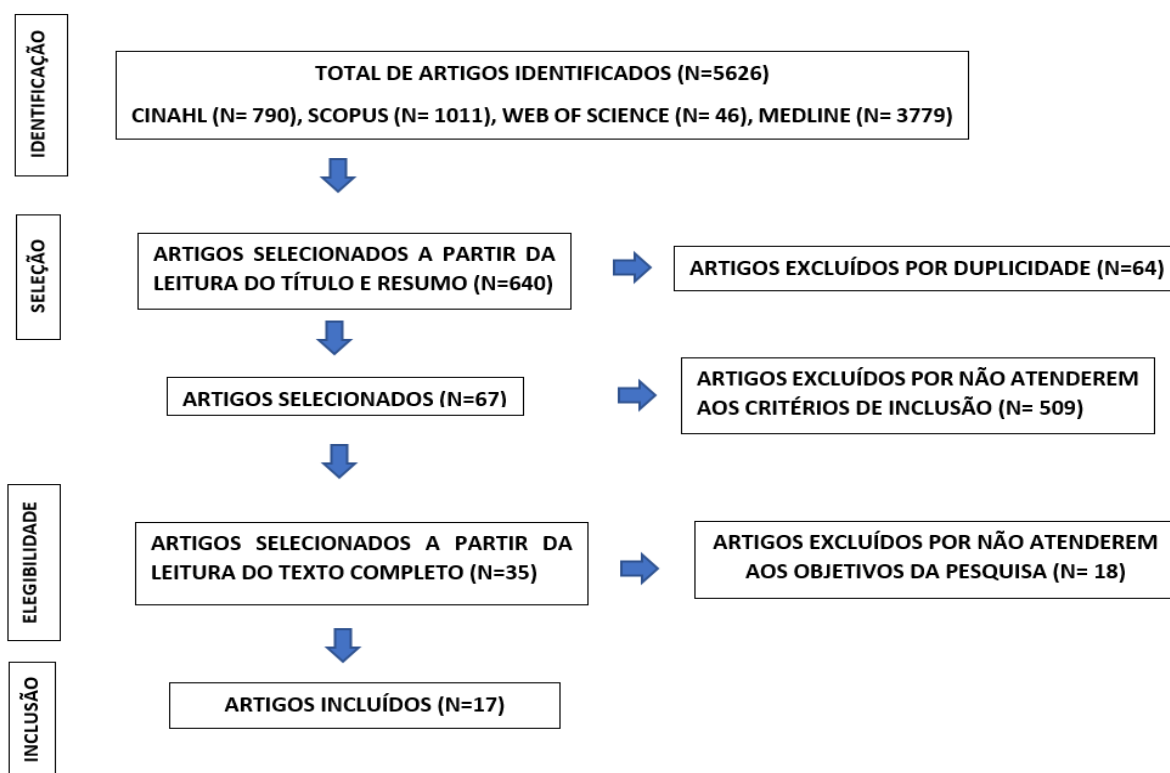 IDENTIFICAÇÃO
TOTAL DE ARTIGOS IDENTIFICADOS (N=5626)
CINAHL (N= 790), SCOPUS (N= 1011), WEB OF SCIENCE (N= 46), MEDLINE (N= 3779)
SELEÇÃO
ARTIGOS SELECIONADOS A PARTIR DA
LEITURA DO TÍTULO E RESUMO (N=640)
ARTIGOS EXCLUÍDOS POR DUPLICIDADE (N=64)
ARTIGOS SELECIONADOS (N=67)
ARTIGOS EXCLUÍDOS POR NÃO ATENDEREM
AOS CRITÉRIOS DE INCLUSÃO (N= 509)
ELEGIBILIDADE
ARTIGOS SELECIONADOS A PARTIR DA
LEITURA DO TEXTO COMPLETO (N=35)
ARTIGOS EXCLUÍDOS POR NÃO ATENDEREM
AOS OBJETIVOS DA PESQUISA (N= 18)
INCLUSÃO
ARTIGOS INCLUÍDOS (N=17)